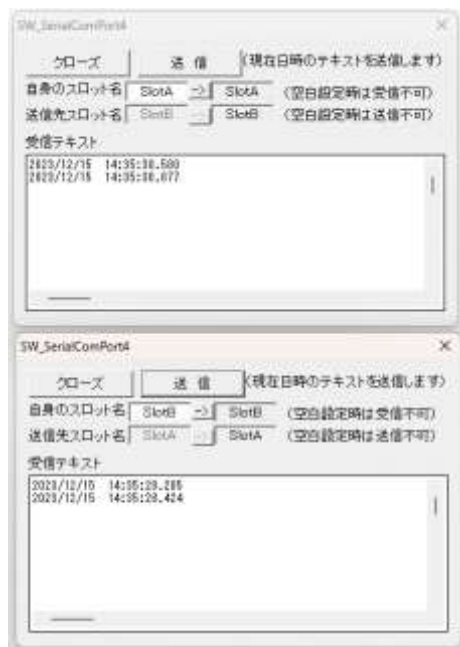 SW_SerialComPort4
クローズ 送 信 (現在日時のテキストを送信します)
自身のスロット名 SlotA -> SlotA (空白設定時は受信不可)
送信先スロット名 SlotB -> SlotB (空白設定時は送信不可)
受信テキスト
2023/12/15 14:35:
2023/12/15 14:35:
SW_SerialComPort4
クローズ 送 信 (現在日時のテキストを送信します)
自身のスロット名 SlotB -> SlotB (空白設定時は受信不可)
送信先スロット名 SlotA -> SlotA (空白設定時は送信不可)
受信テキスト
2023/12/15 14:35:29.285
2023/12/15 14:35:29.424